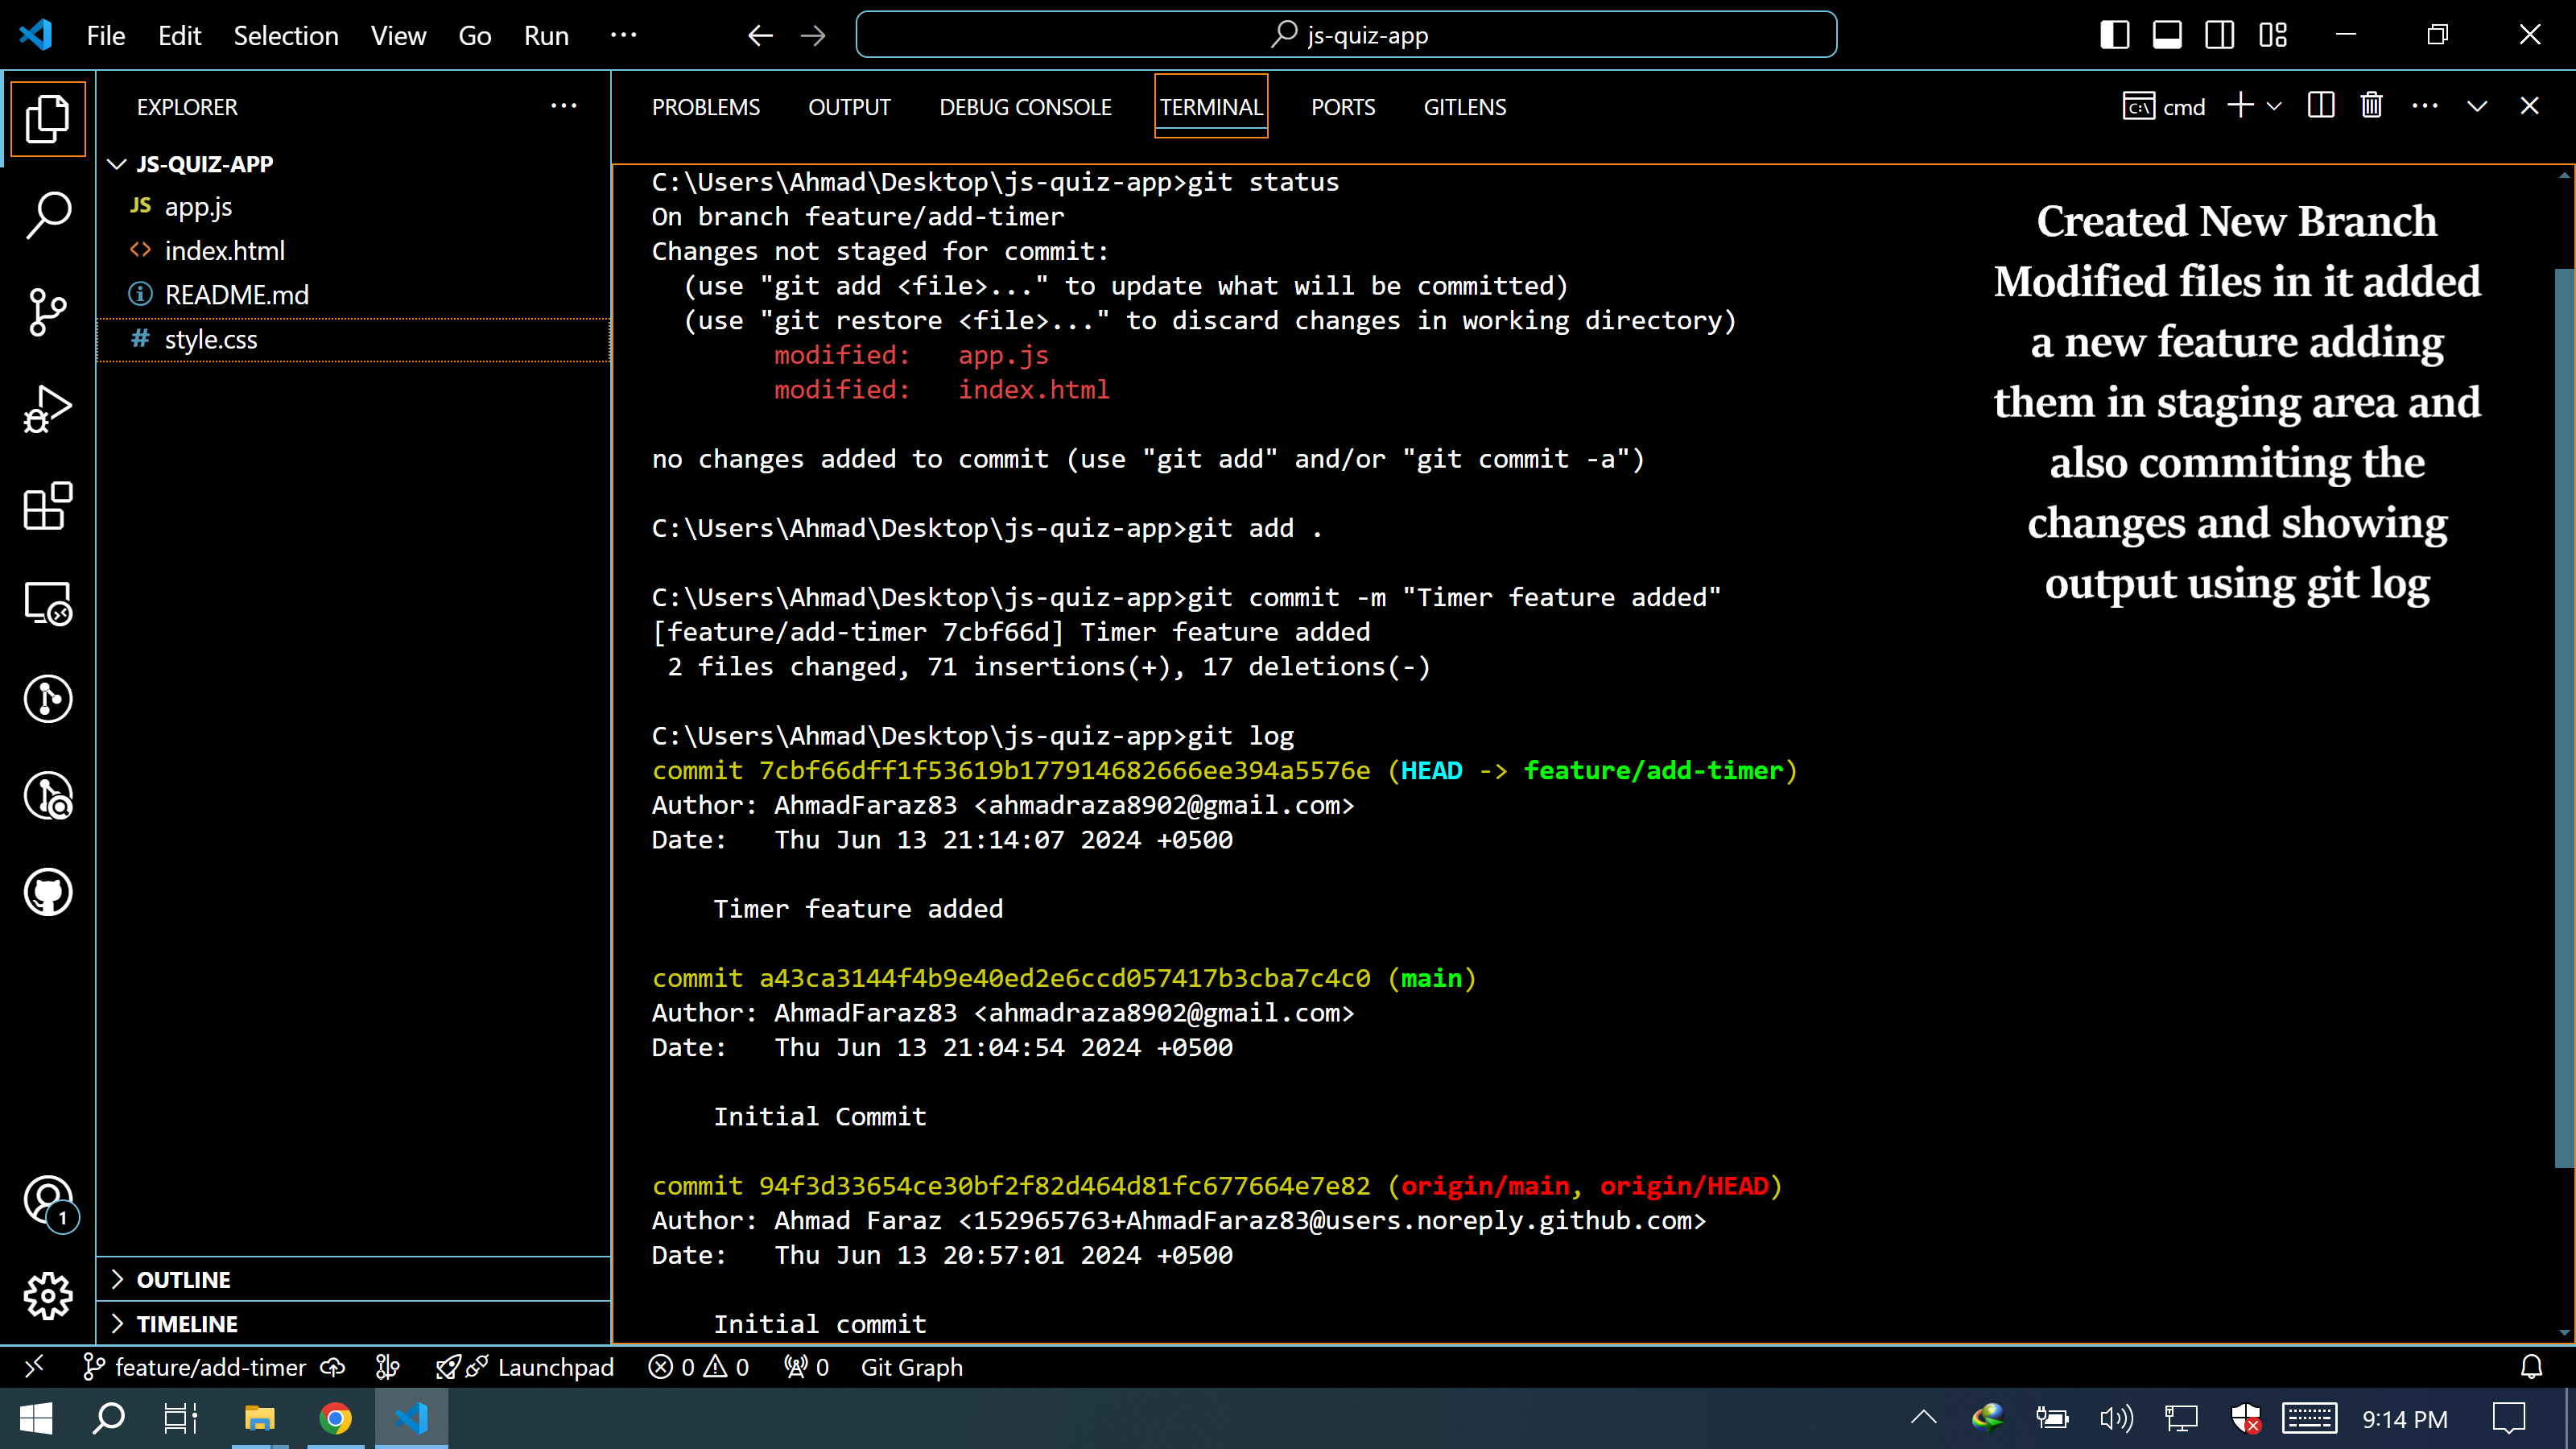 File Edit Selection View Go Run ...
js-quiz-app
EXPLORER
JS-QUIZ-APP
JS app.js
<> index.html
README.md
# style.css
OUTLINE
TIMELINE
PROBLEMS OUTPUT DEBUG CONSOLE TERMINAL PORTS GITLENS
cmd
C:\Users\Ahmad\Desktop\js-quiz-app>git status
On branch feature/add-timer
Changes not staged for commit:
  (use "git add <file>..." to update what will be committed)
  (use "git restore <file>..." to discard changes in working directory)
        modified:   app.js
        modified:   index.html
no changes added to commit (use "git add" and/or "git commit -a")
C:\Users\Ahmad\Desktop\js-quiz-app>git add .
C:\Users\Ahmad\Desktop\js-quiz-app>git commit -m "Timer feature added"
[feature/add-timer 7cbf66d] Timer feature added
 2 files changed, 71 insertions(+), 17 deletions(-)
C:\Users\Ahmad\Desktop\js-quiz-app>git log
commit 7cbf66dff1f53619b177914682666ee394a5576e (HEAD -> feature/add-timer)
Author: AhmadFaraz83 <ahmadraza8902@gmail.com>
Date:   Thu Jun 13 21:14:07 2024 +0500
    Timer feature added
commit a43ca3144f4b9e40ed2e6ccd057417b3cba7c4c0 (main)
Author: AhmadFaraz83 <ahmadraza8902@gmail.com>
Date:   Thu Jun 13 21:04:54 2024 +0500
    Initial Commit
commit 94f3d33654ce30bf2f82d464d81fc677664e7e82 (origin/main, origin/HEAD)
Author: Ahmad Faraz <152965763+AhmadFaraz83@users.noreply.github.com>
Date:   Thu Jun 13 20:57:01 2024 +0500
    Initial commit
Created New Branch
Modified files in it added
a new feature adding
them in staging area and
also commiting the
changes and showing
output using git log
1
feature/add-timer Launchpad 0 0 0 Git Graph
9:14 PM